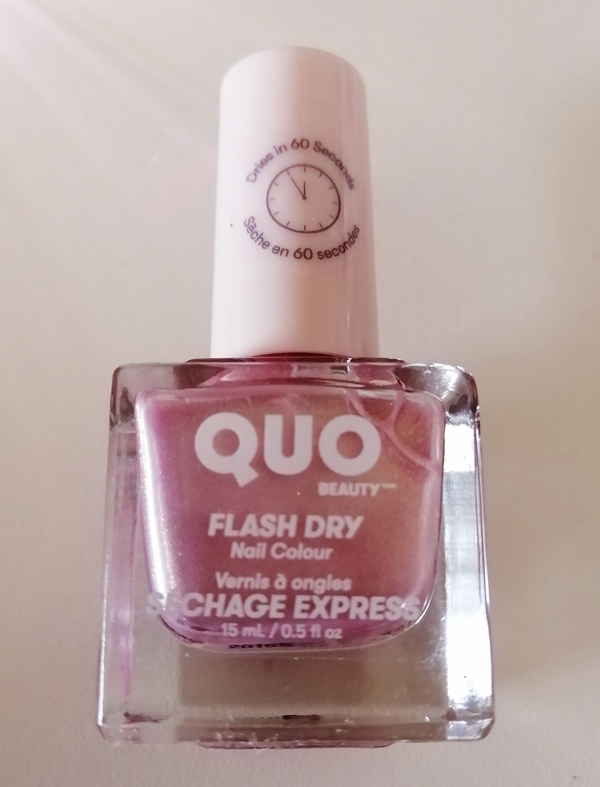 Dries in 60 Seconds
Sèche en 60 secondes
QUO
BEAUTY
FLASH DRY
Nail Colour
Vernis à ongles
SÉCHAGE EXPRESS
15 mL / 0.5 fl oz